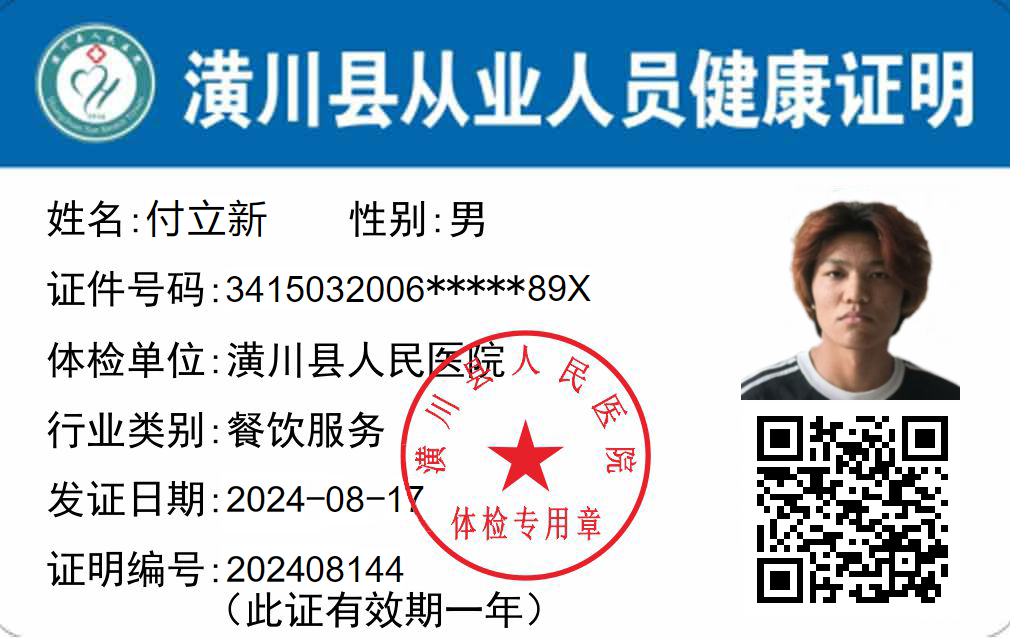 潢川县从业人员健康证明
姓名:付立新 性别:男
证件号码:3415032006*****89X
体检单位:潢川县人民医院
行业类别:餐饮服务
发证日期:2024-08-17
证明编号:202408144
（此证有效期一年）
潢川县人民医院
体检专用章